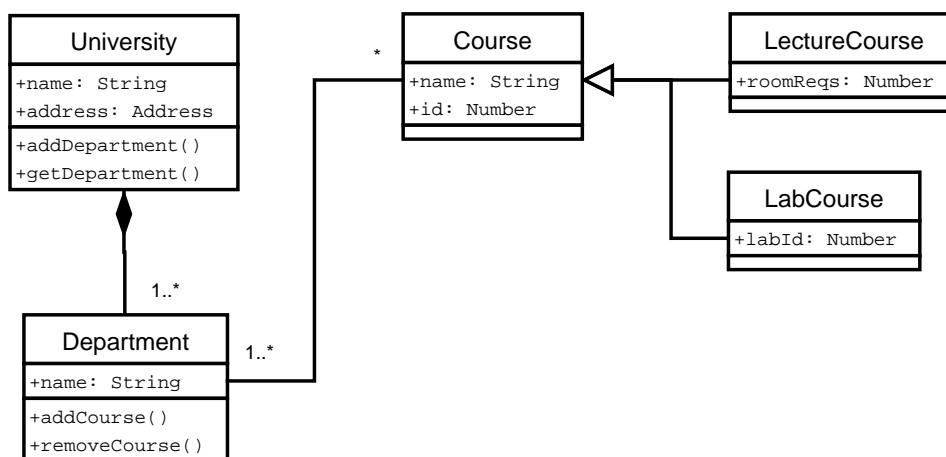 University
+name: String
+address: Address
+addDepartment()
+getDepartment()
1..*
Department
+name: String
+addCourse()
+removeCourse()
1..*
*
Course
+name: String
+id: Number
LectureCourse
+roomReqs: Number
LabCourse
+labId: Number